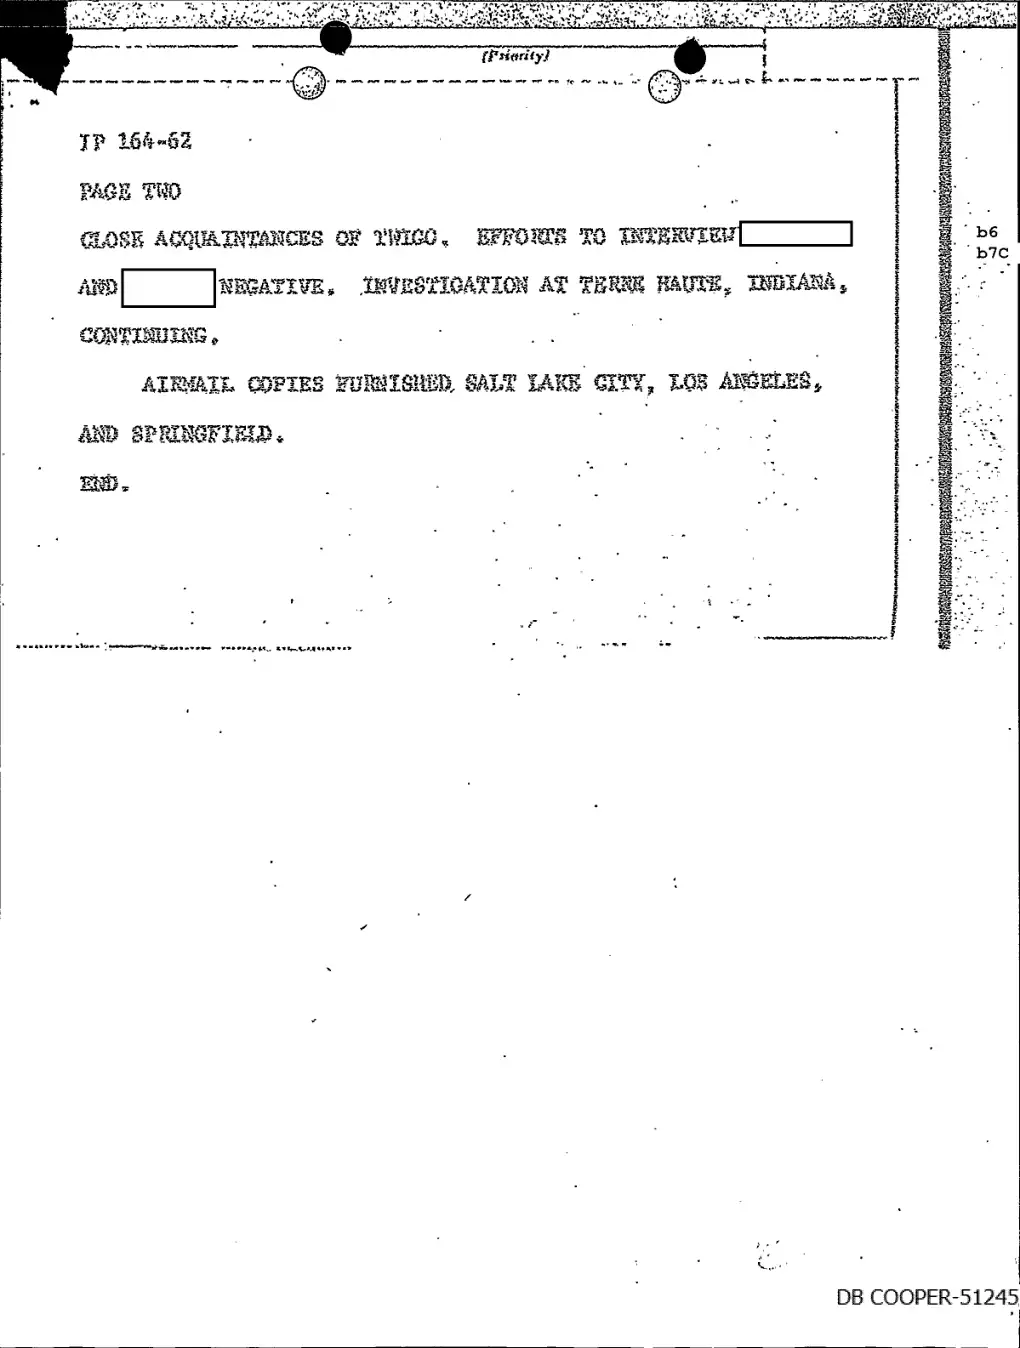 (Priority)
IP 164-62
PAGE TWO
CLOSE ACQUAINTANCES OF TWIGO. EFFORTS TO INTERVIEW
b6
b7C
AND NEGATIVE. INVESTIGATION AT TERRE HAUTE, INDIANA,
CONTINUING.
AIRMAIL COPIES FURNISHED SALT LAKE CITY, LOS ANGELES,
AND SPRINGFIELD.
END.
DB COOPER-51245